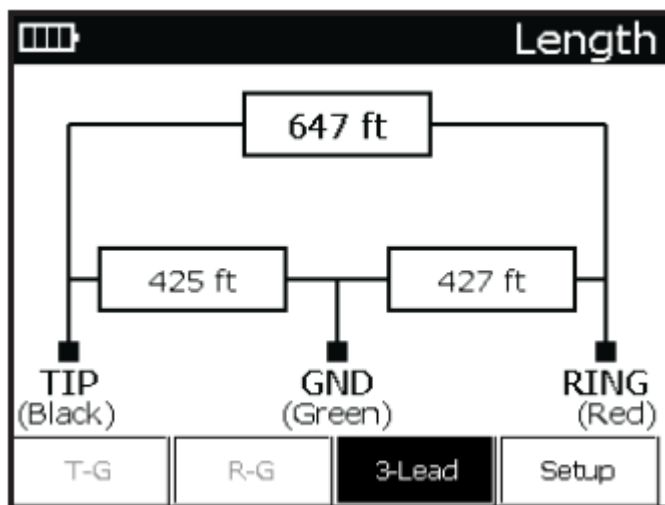 Length
647 ft
425 ft
427 ft
TIP
(Black)
GND
(Green)
RING
(Red)
T-G
R-G
3-Lead
Setup